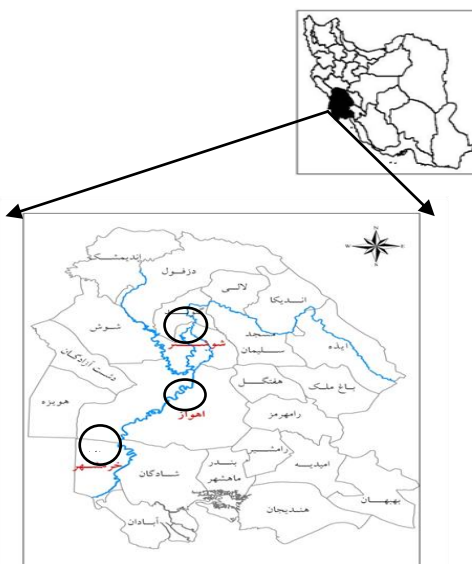 اندیمشک
دزفول
لالی
اندیکا
N
W
E
S
شوش
شوشتر
مسجد
سلیمان
ایذه
دشت آزادگان
هفتگل
باغ ملک
هویزه
اهواز
رامهرمز
...
خرمشهر
شادگان
بندر
ماهشهر
رامشیر
امیدیه
بهبهان
آبادان
هندیجان